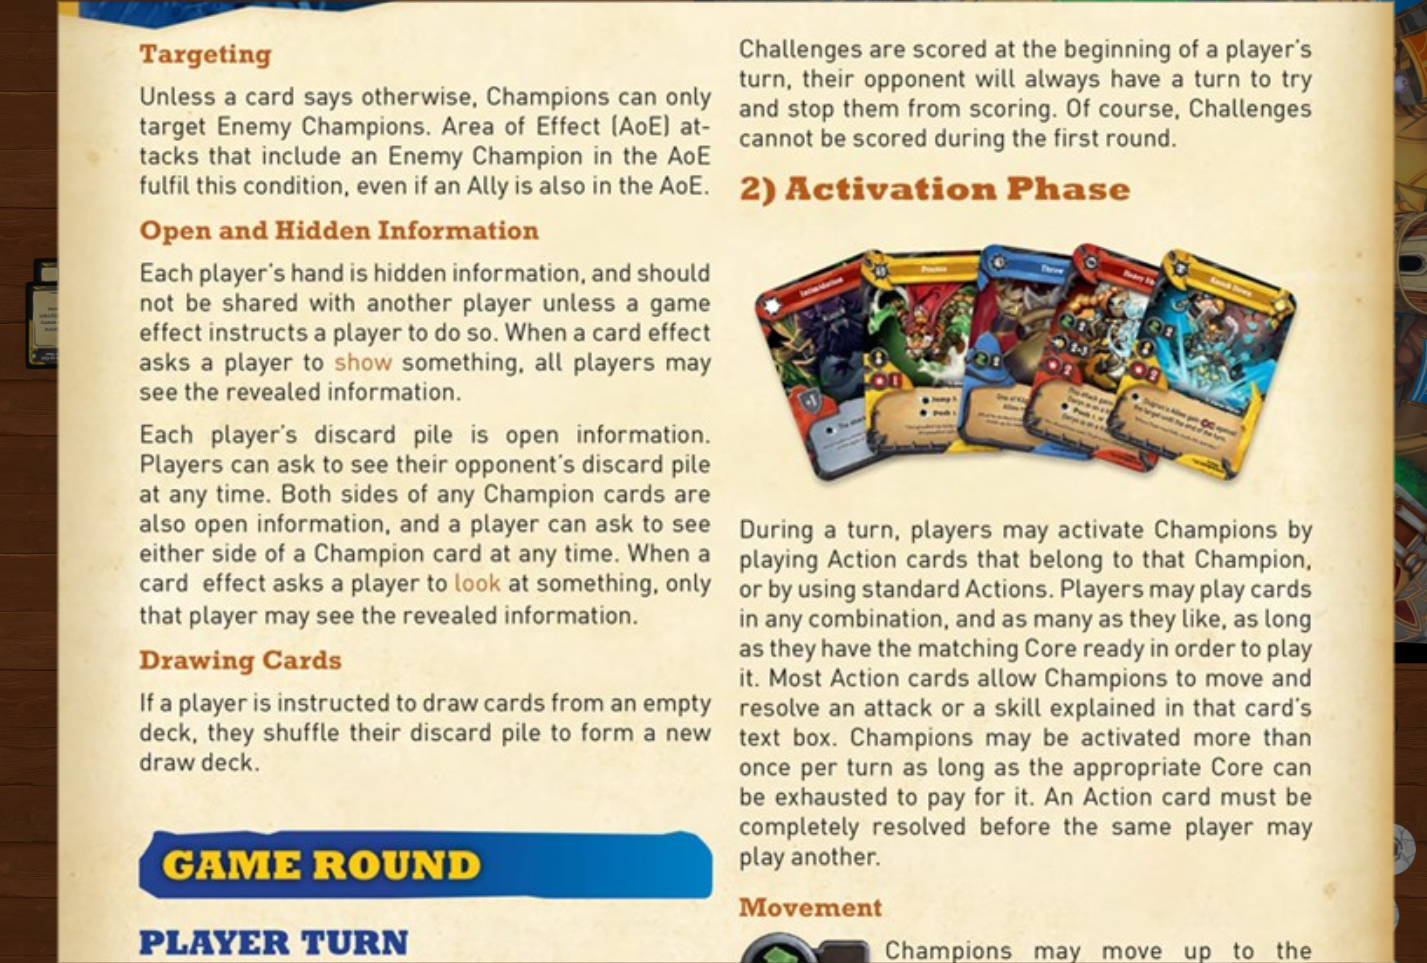 Targeting
Unless a card says otherwise, Champions can only
target Enemy Champions. Area of Effect (AoE) at-
tacks that include an Enemy Champion in the AoE
fulfil this condition, even if an Ally is also in the AoE.
Open and Hidden Information
Each player's hand is hidden information, and should
not be shared with another player unless a game
effect instructs a player to do so. When a card effect
asks a player to show something, all players may
see the revealed information.
Each player's discard pile is open information.
Players can ask to see their opponent's discard pile
at any time. Both sides of any Champion cards are
also open information, and a player can ask to see
either side of a Champion card at any time. When a
card effect asks a player to look at something, only
that player may see the revealed information.
Drawing Cards
If a player is instructed to draw cards from an empty
deck, they shuffle their discard pile to form a new
draw deck.
GAME ROUND
PLAYER TURN
Challenges are scored at the beginning of a player's
turn, their opponent will always have a turn to try
and stop them from scoring. Of course, Challenges
cannot be scored during the first round.
2) Activation Phase
Intimidation
Pounce
Throw
Knock Down
During a turn, players may activate Champions by
playing Action cards that belong to that Champion,
or by using standard Actions. Players may play cards
in any combination, and as many as they like, as long
as they have the matching Core ready in order to play
it. Most Action cards allow Champions to move and
resolve an attack or a skill explained in that card's
text box. Champions may be activated more than
once per turn as long as the appropriate Core can
be exhausted to pay for it. An Action card must be
completely resolved before the same player may
play another.
Movement
Champions may move up to the